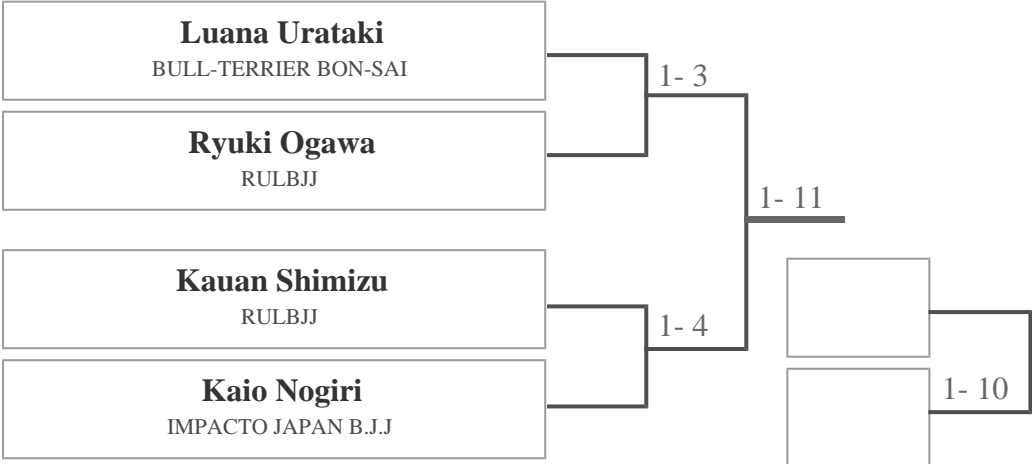 Luana Urataki
BULL-TERRIER BON-SAI
1- 3
Ryuki Ogawa
RULBJJ
1- 11
Kauan Shimizu
RULBJJ
1- 4
Kaio Nogiri
IMPACTO JAPAN B.J.J
1- 10